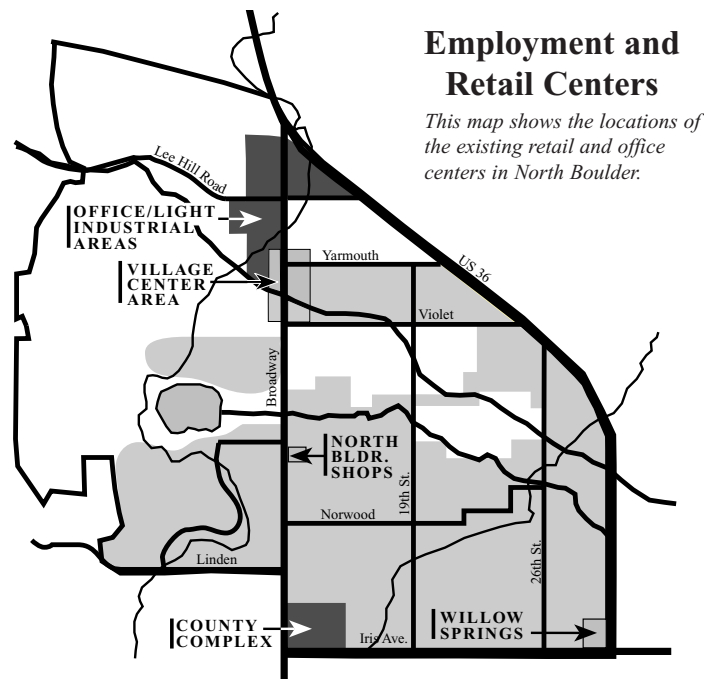 Employment and
Retail Centers
This map shows the locations of
the existing retail and office
centers in North Boulder.
Lee Hill Road
OFFICE/LIGHT
INDUSTRIAL
AREAS
Yarmouth
US 36
VILLAGE
CENTER
AREA
Violet
Broadway
NORTH
BLDR.
SHOPS
19th St.
Norwood
26th St.
Linden
COUNTY
COMPLEX
Iris Ave.
WILLOW
SPRINGS